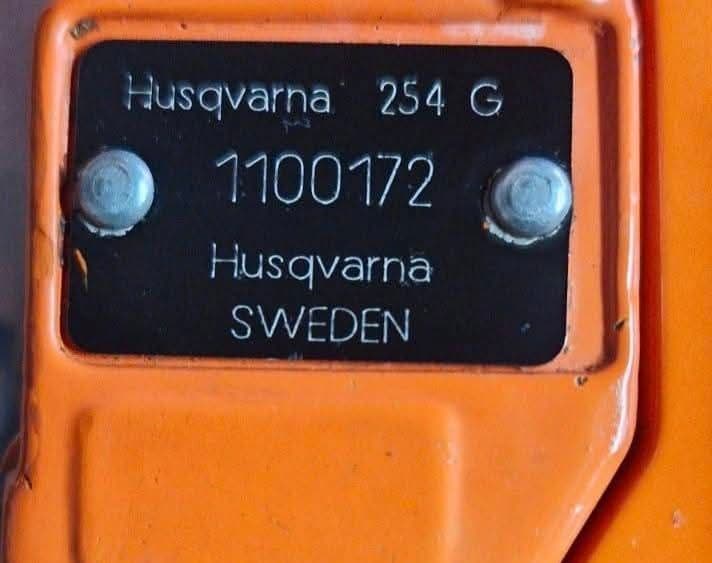 Husqvarna 254 G
1100172
Husqvarna
SWEDEN